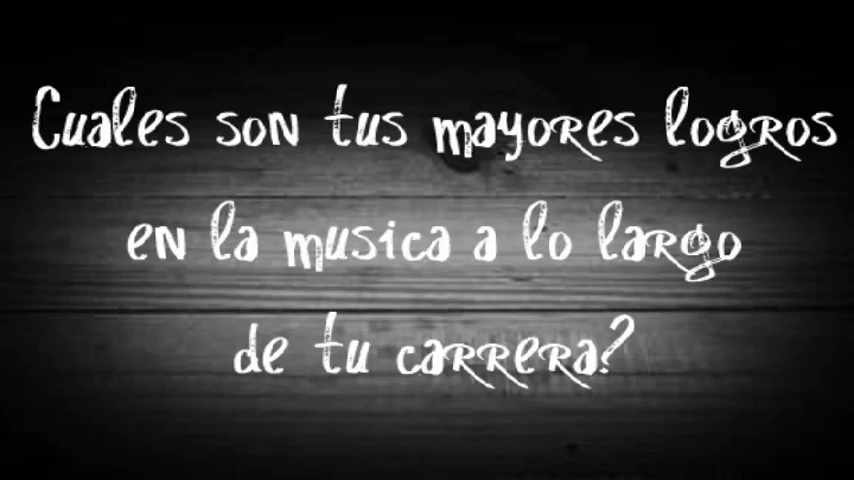 Cuales son tus mayores logros
en la musica a lo largo
de tu carrera?